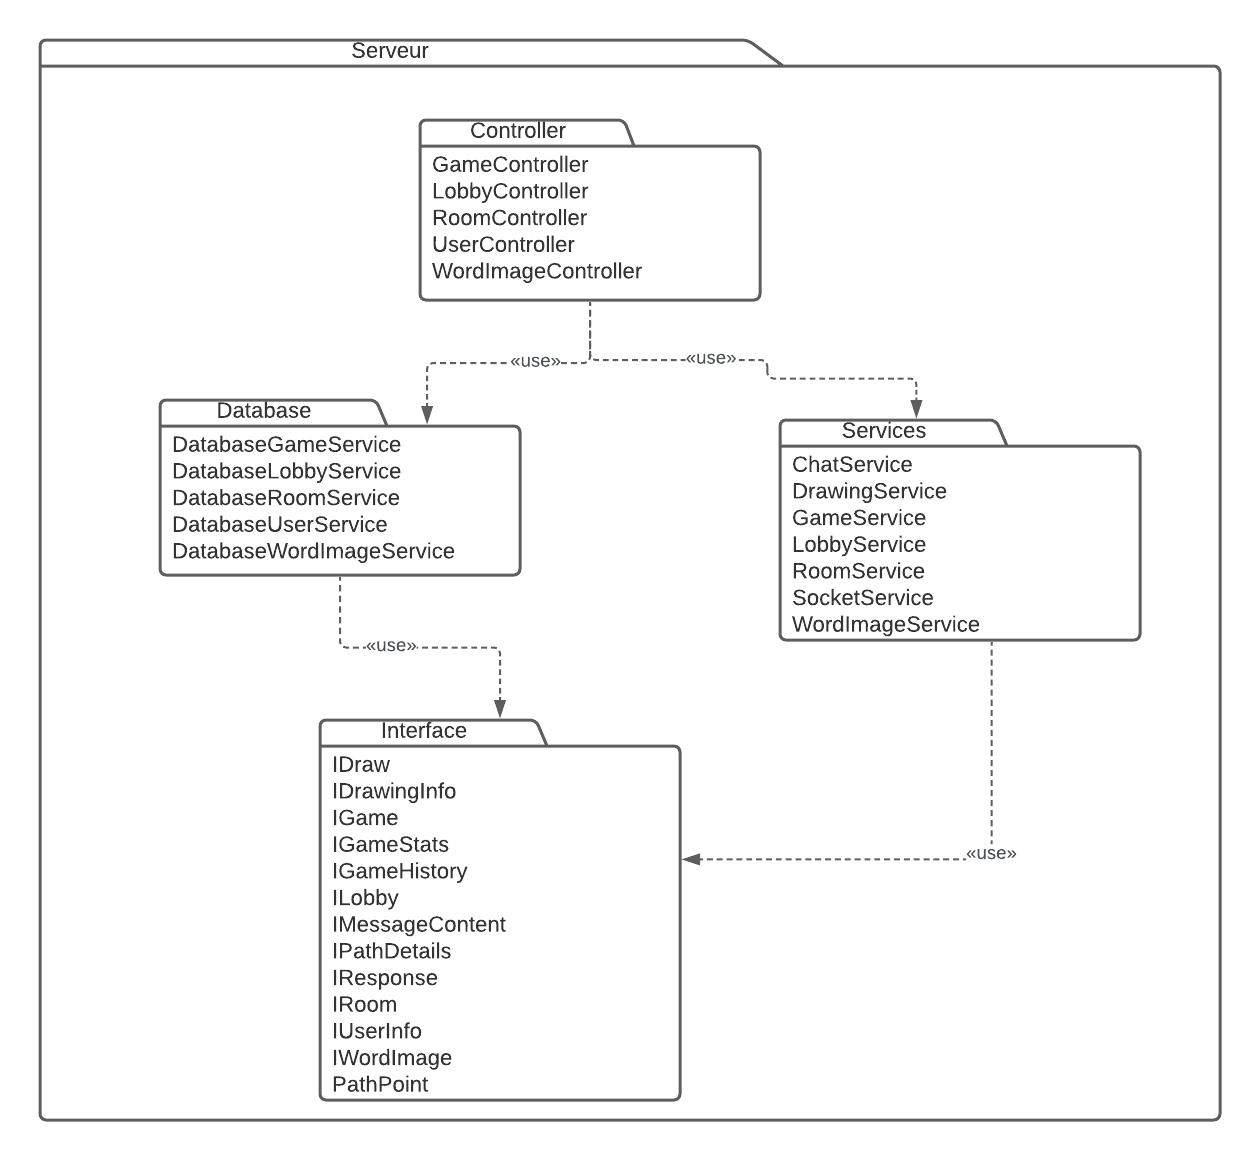 Serveur
Controller
GameController
LobbyController
RoomController
UserController
WordImageController
«use»
«use»
Database
DatabaseGameService
DatabaseLobbyService
DatabaseRoomService
DatabaseUserService
DatabaseWordImageService
Services
ChatService
DrawingService
GameService
LobbyService
RoomService
SocketService
WordImageService
«use»
Interface
IDraw
IDrawingInfo
IGame
IGameStats
IGameHistory
ILobby
IMessageContent
IPathDetails
IResponse
IRoom
IUserInfo
IWordImage
PathPoint
«use»